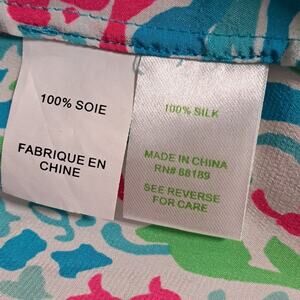 100% SOIE
FABRIQUE EN
CHINE
100% SILK
MADE IN CHINA
RN# 88189
SEE REVERSE
FOR CARE